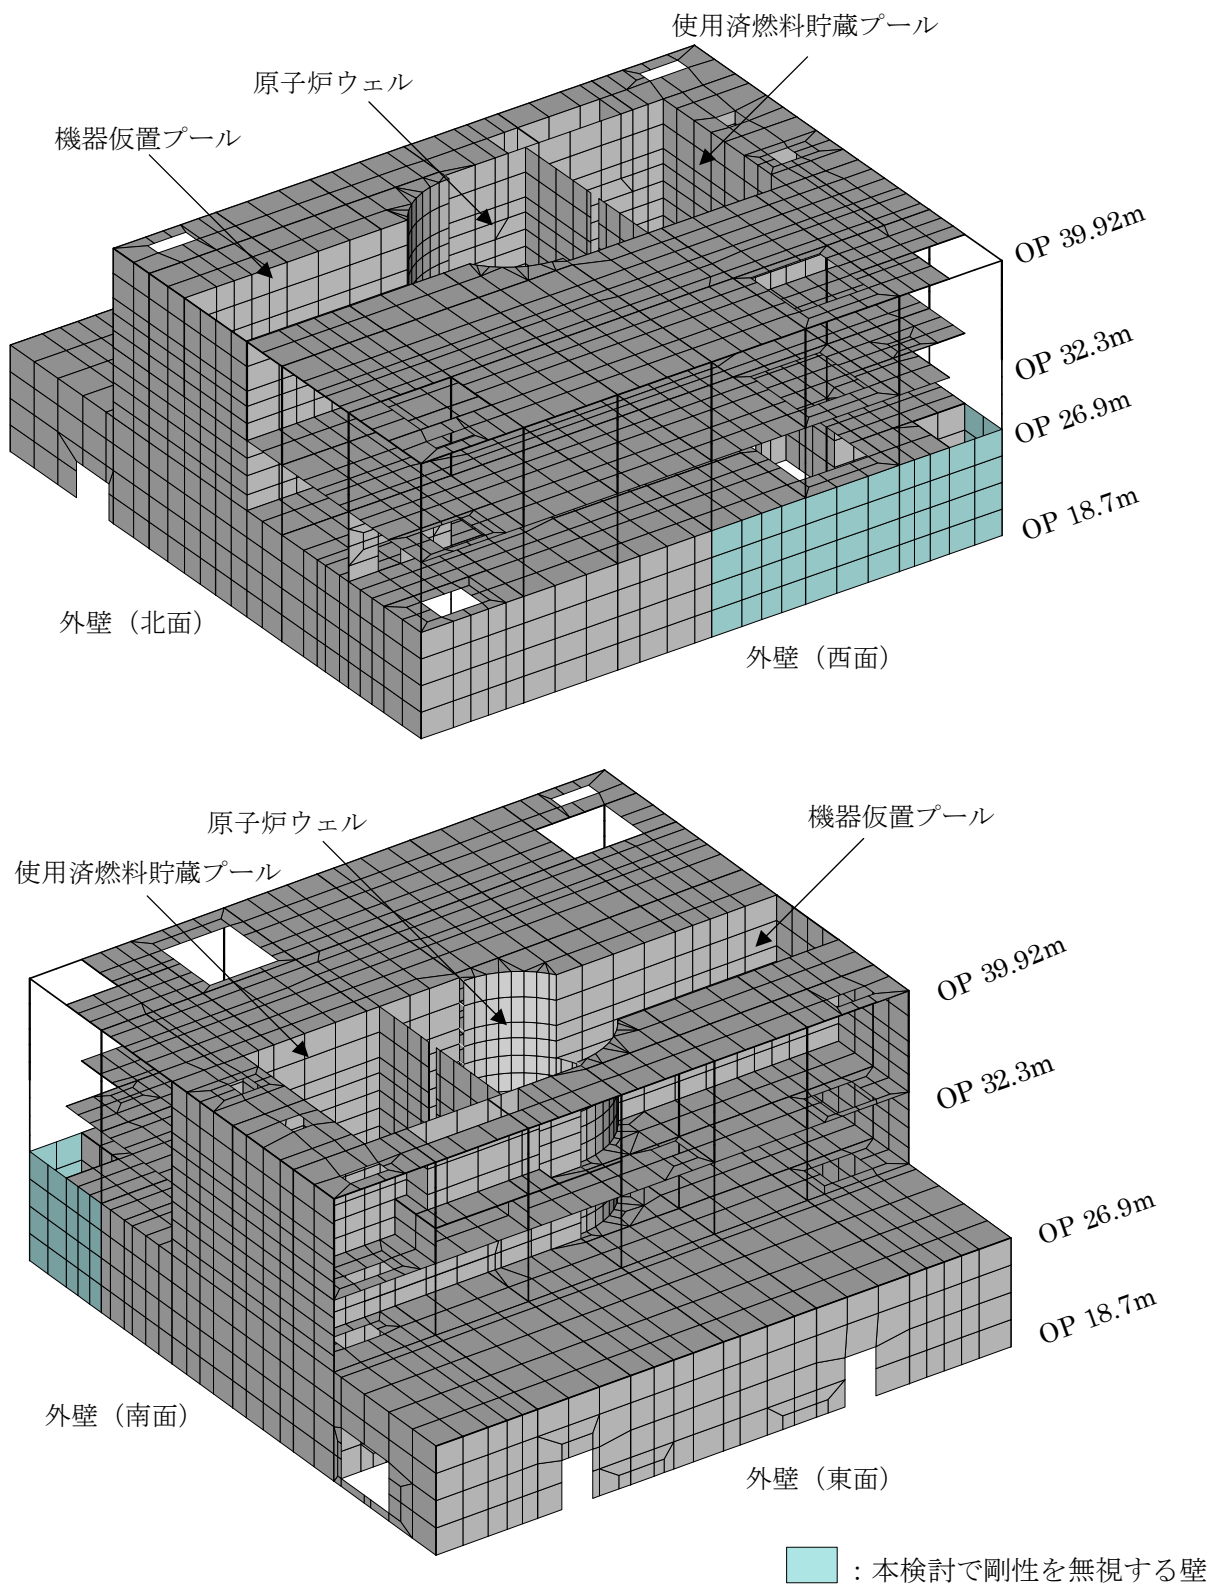 使用済燃料貯蔵プール
原子炉ウェル
機器仮置プール
OP 39.92m
OP 32.3m
OP 26.9m
OP 18.7m
外壁（北面）
外壁（西面）
原子炉ウェル
機器仮置プール
使用済燃料貯蔵プール
OP 39.92m
OP 32.3m
OP 26.9m
OP 18.7m
外壁（南面）
外壁（東面）
：本検討で剛性を無視する壁